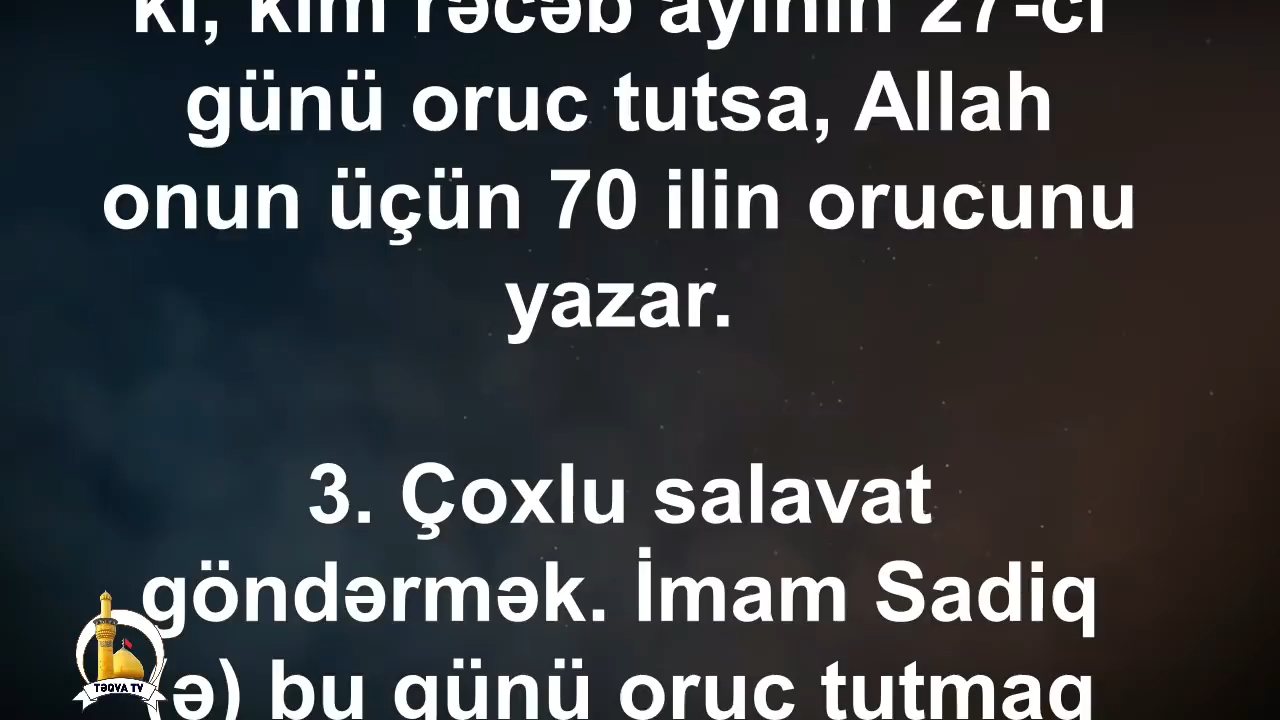 ki, kim rəcəb ayının 27-ci
günü oruc tutsa, Allah
onun üçün 70 ilin orucunu
yazar.
3. Çoxlu salavat
göndərmək. İmam Sadiq
(ə) bu günü oruc tutmaq
TƏQVA TV